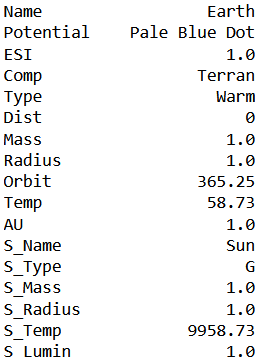 Name Earth
Potential Pale Blue Dot
ESI 1.0
Comp Terran
Type Warm
Dist 0
Mass 1.0
Radius 1.0
Orbit 365.25
Temp 58.73
AU 1.0
S_Name Sun
S_Type G
S_Mass 1.0
S_Radius 1.0
S_Temp 9958.73
S_Lumin 1.0